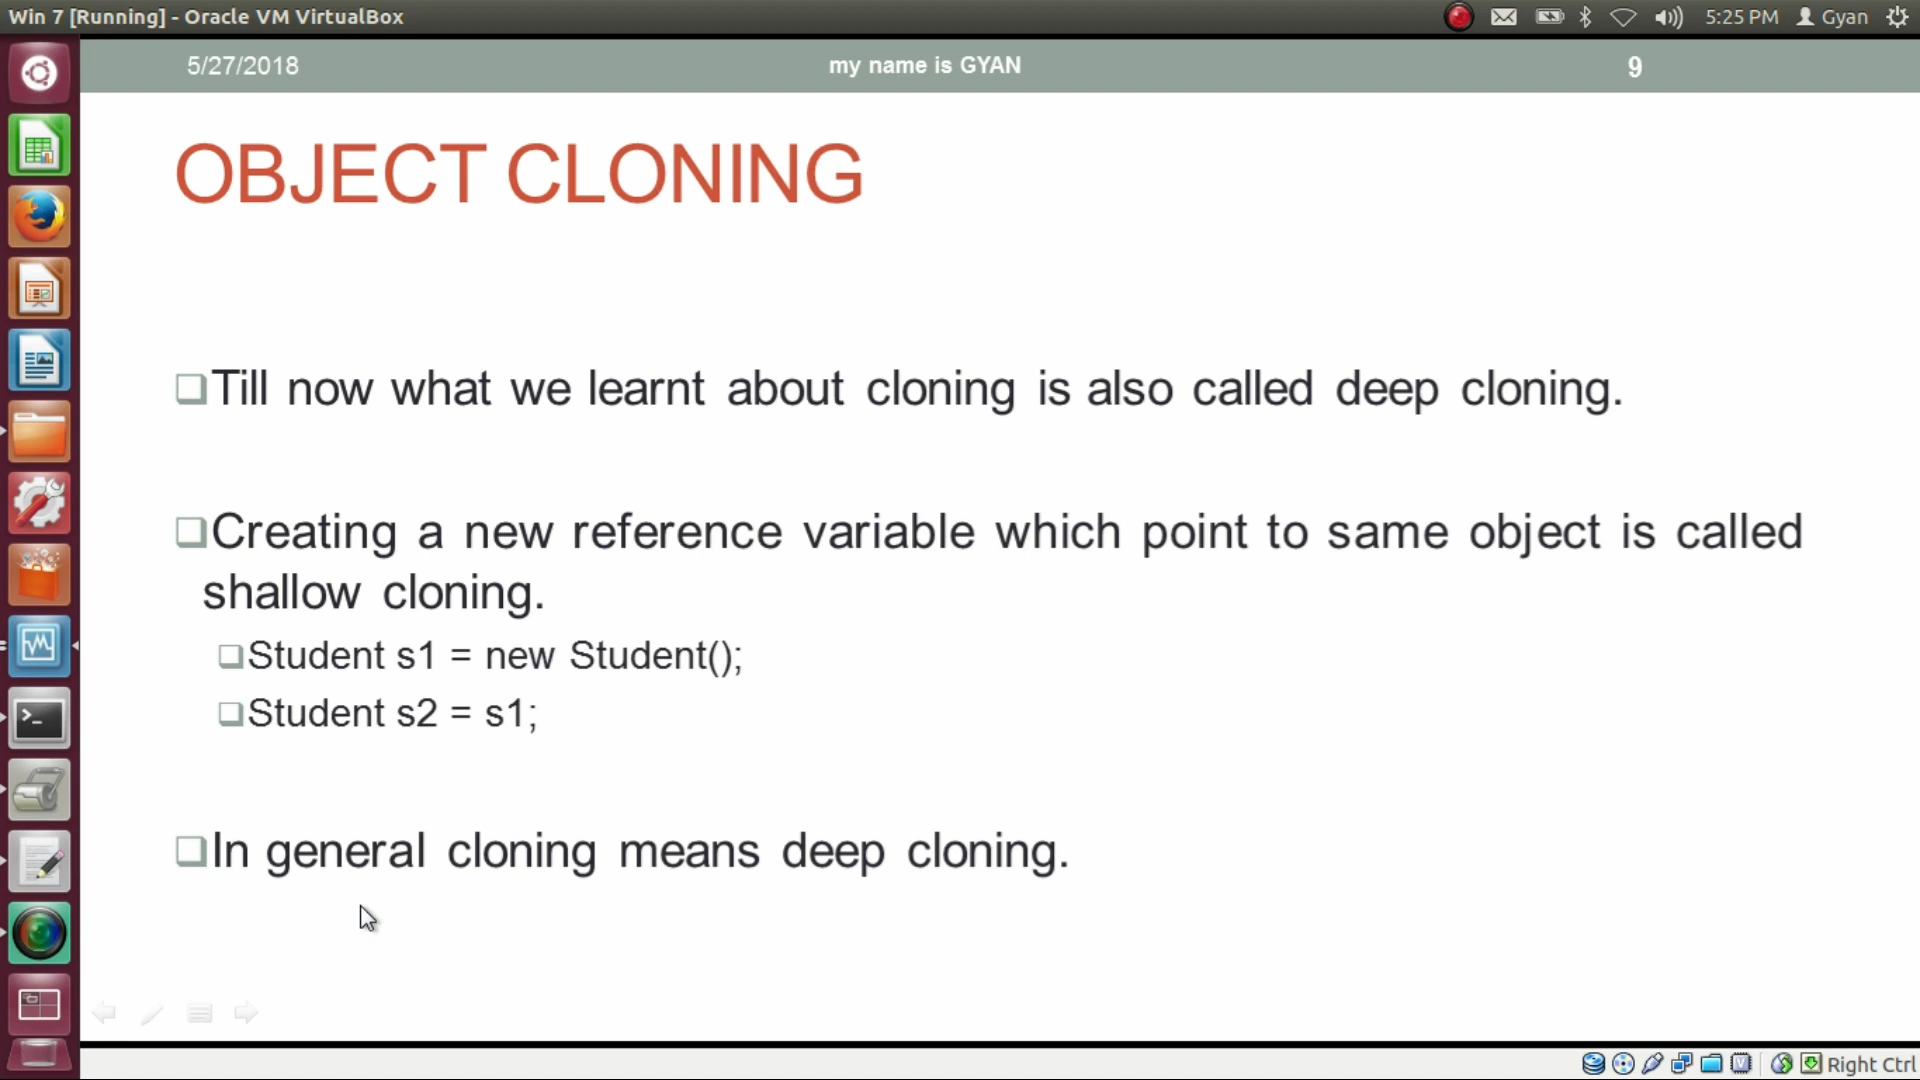 Win 7 [Running] - Oracle VM VirtualBox
5:25 PM Gyan
5/27/2018 my name is GYAN 9
OBJECT CLONING
Till now what we learnt about cloning is also called deep cloning.
Creating a new reference variable which point to same object is called
shallow cloning.
Student s1 = new Student();
Student s2 = s1;
In general cloning means deep cloning.
Right Ctrl